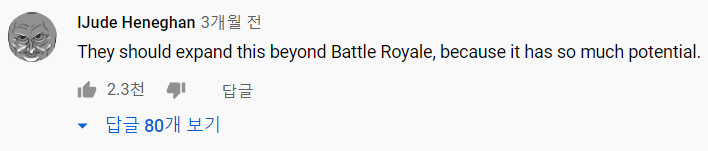 IJude Heneghan 3개월 전
They should expand this beyond Battle Royale, because it has so much potential.
2.3천 답글
답글 80개 보기